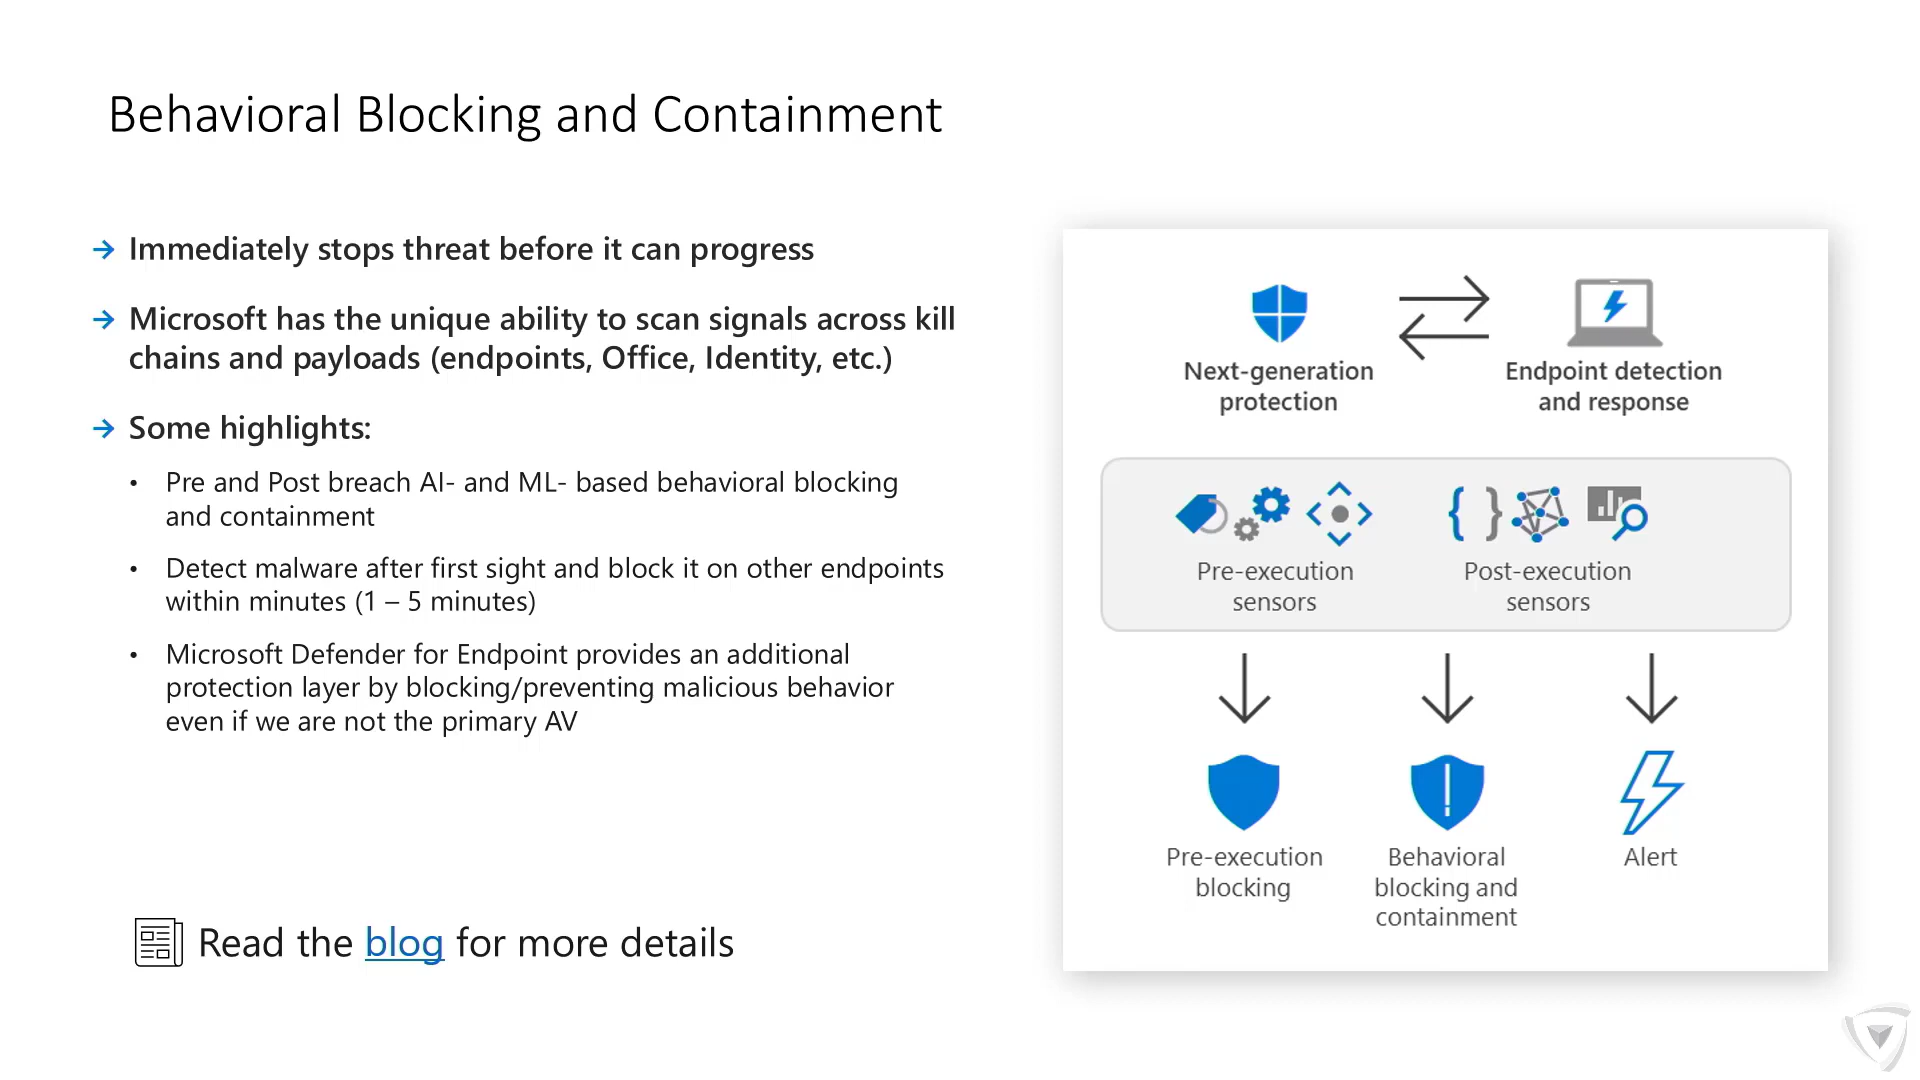 Behavioral Blocking and Containment
Immediately stops threat before it can progress
Microsoft has the unique ability to scan signals across kill
chains and payloads (endpoints, Office, Identity, etc.)
Some highlights:
• Pre and Post breach AI- and ML- based behavioral blocking
and containment
• Detect malware after first sight and block it on other endpoints
within minutes (1 – 5 minutes)
• Microsoft Defender for Endpoint provides an additional
protection layer by blocking/preventing malicious behavior
even if we are not the primary AV
Read the blog for more details
Next-generation
protection
Endpoint detection
and response
Pre-execution
sensors
Post-execution
sensors
Pre-execution
blocking
Behavioral
blocking and
containment
Alert